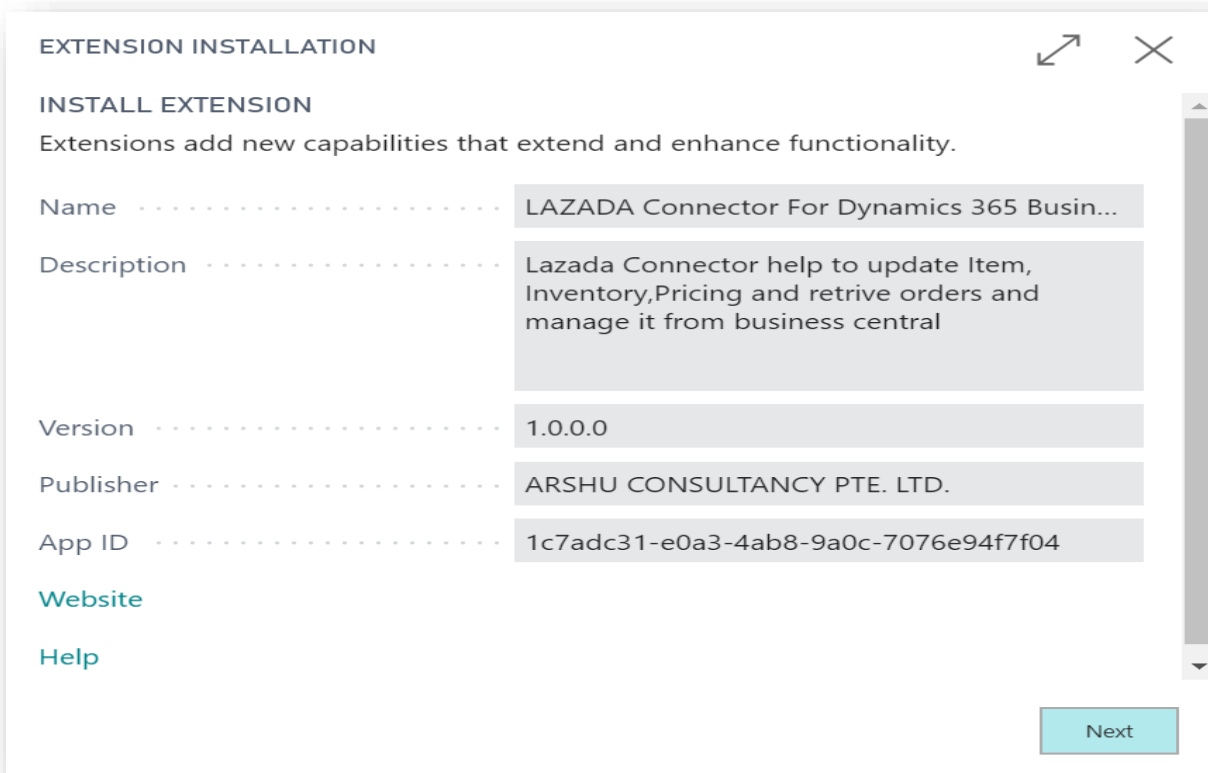 EXTENSION INSTALLATION
INSTALL EXTENSION
Extensions add new capabilities that extend and enhance functionality.
Name LAZADA Connector For Dynamics 365 Busin...
Description Lazada Connector help to update Item,
Inventory,Pricing and retrive orders and
manage it from business central
Version 1.0.0.0
Publisher ARSHU CONSULTANCY PTE. LTD.
App ID 1c7adc31-e0a3-4ab8-9a0c-7076e94f7f04
Website
Help
Next